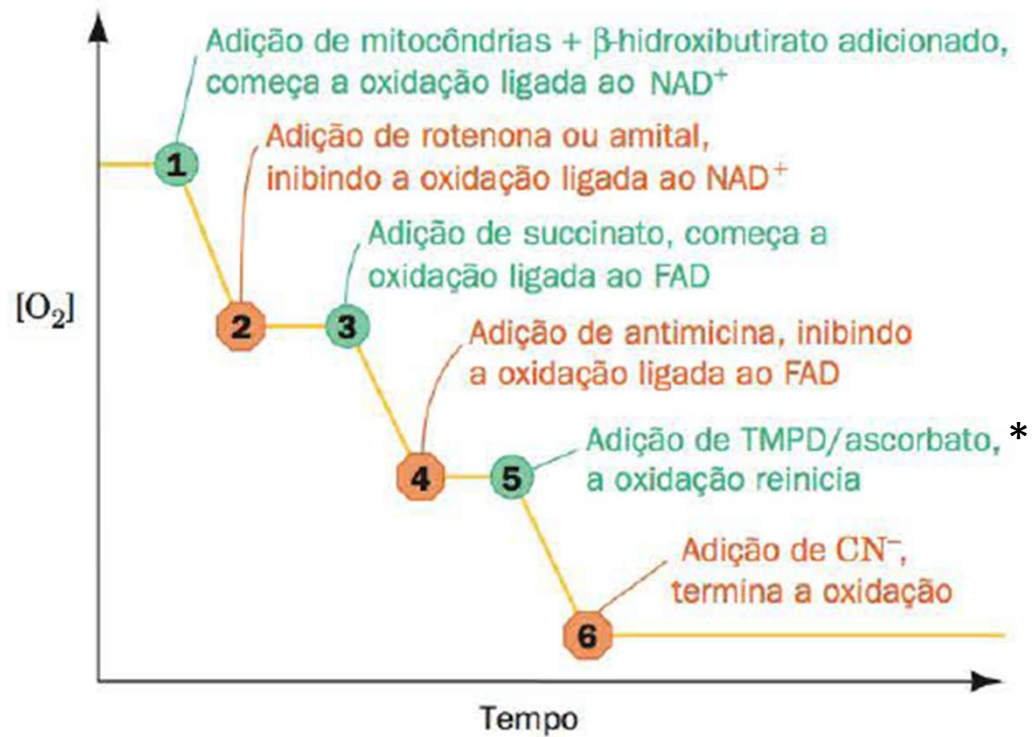 Adição de mitocôndrias + β-hidroxibutirato adicionado,
começa a oxidação ligada ao NAD⁺
1
Adição de rotenona ou amital,
inibindo a oxidação ligada ao NAD⁺
Adição de succinato, começa a
oxidação ligada ao FAD
[O₂]
2
3
Adição de antimicina, inibindo
a oxidação ligada ao FAD
Adição de TMPD/ascorbato, *
a oxidação reinicia
4
5
Adição de CN⁻,
termina a oxidação
6
Tempo